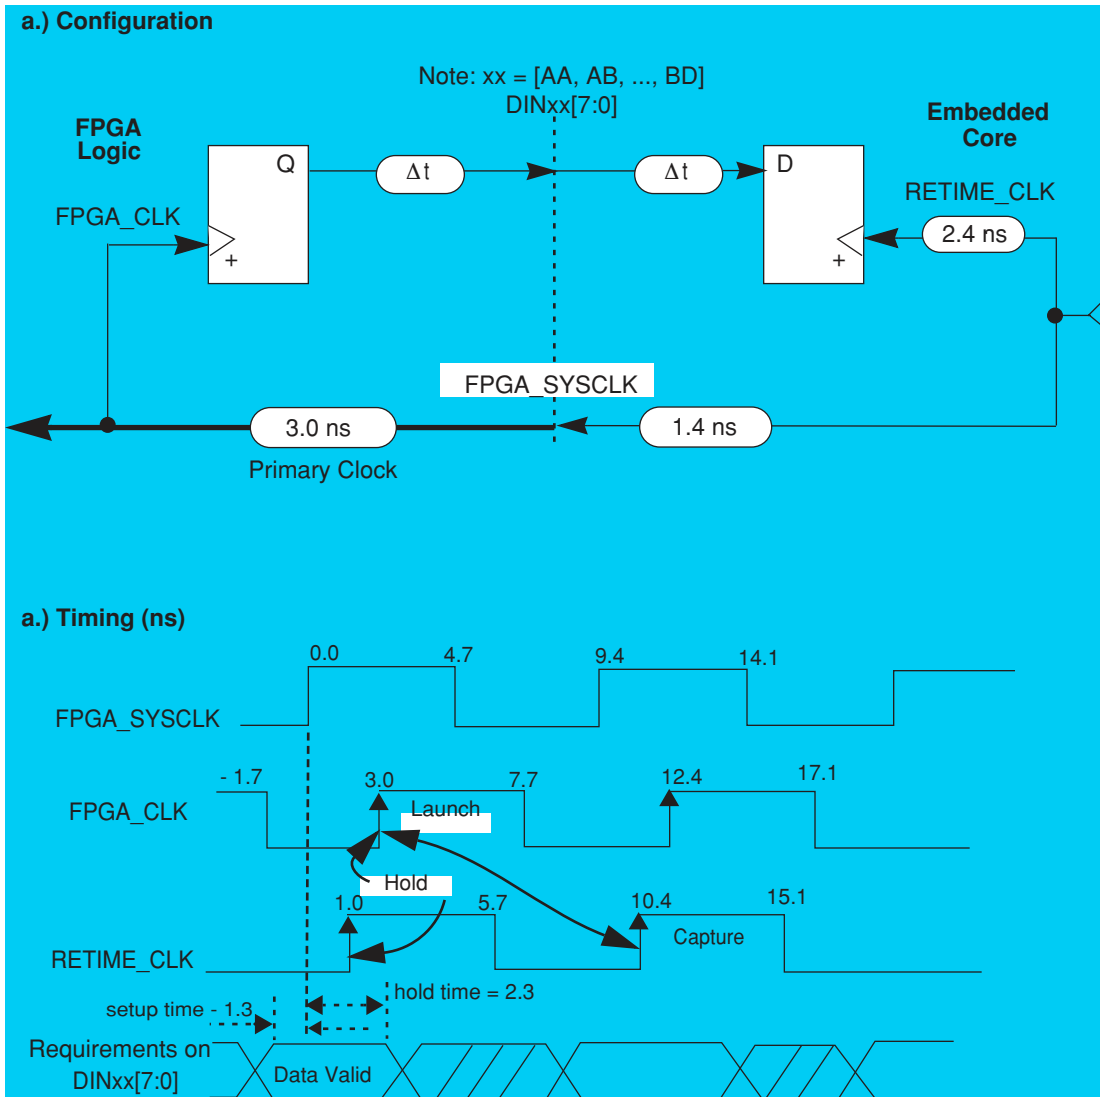 a.) Configuration
Note: xx = [AA, AB, ..., BD]
DINxx[7:0]
FPGA
Logic
Embedded
Core
Q
Δt
Δt
D
FPGA_CLK
RETIME_CLK
2.4 ns
+
+
FPGA_SYSCLK
3.0 ns
1.4 ns
Primary Clock
a.) Timing (ns)
0.0
4.7
9.4
14.1
FPGA_SYSCLK
- 1.7
3.0
7.7
12.4
17.1
FPGA_CLK
Launch
Hold
1.0
5.7
10.4
15.1
Capture
RETIME_CLK
hold time = 2.3
setup time - 1.3
Requirements on
DINxx[7:0]
Data Valid